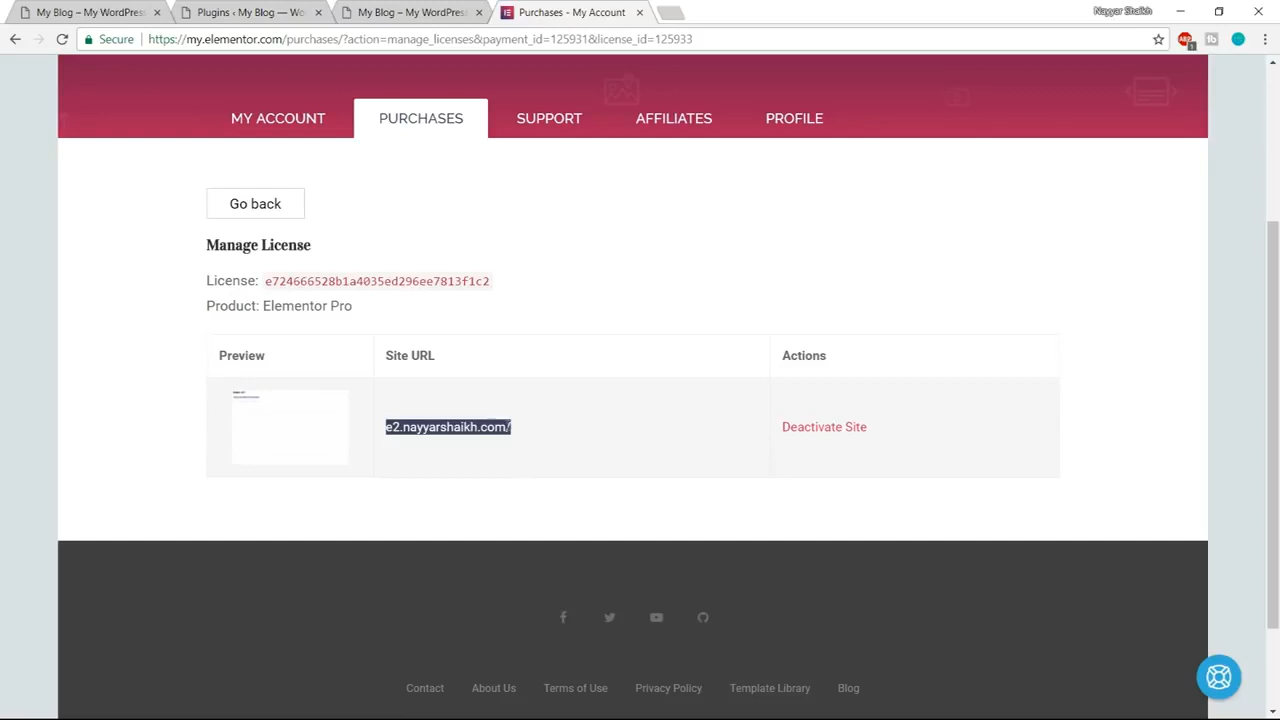 My Blog – My WordPress
Plugins ‹ My Blog — Wo
My Blog – My WordPress
Purchases - My Account
Nayyar Shaikh
Secure
https://my.elementor.com/purchases/?action=manage_licenses&payment_id=125931&license_id=125933
MY ACCOUNT
PURCHASES
SUPPORT
AFFILIATES
PROFILE
Go back
Manage License
License: e724666528b1a4035ed296ee7813f1c2
Product: Elementor Pro
Preview
Site URL
Actions
e2.nayyarshaikh.com/
Deactivate Site
Contact
About Us
Terms of Use
Privacy Policy
Template Library
Blog